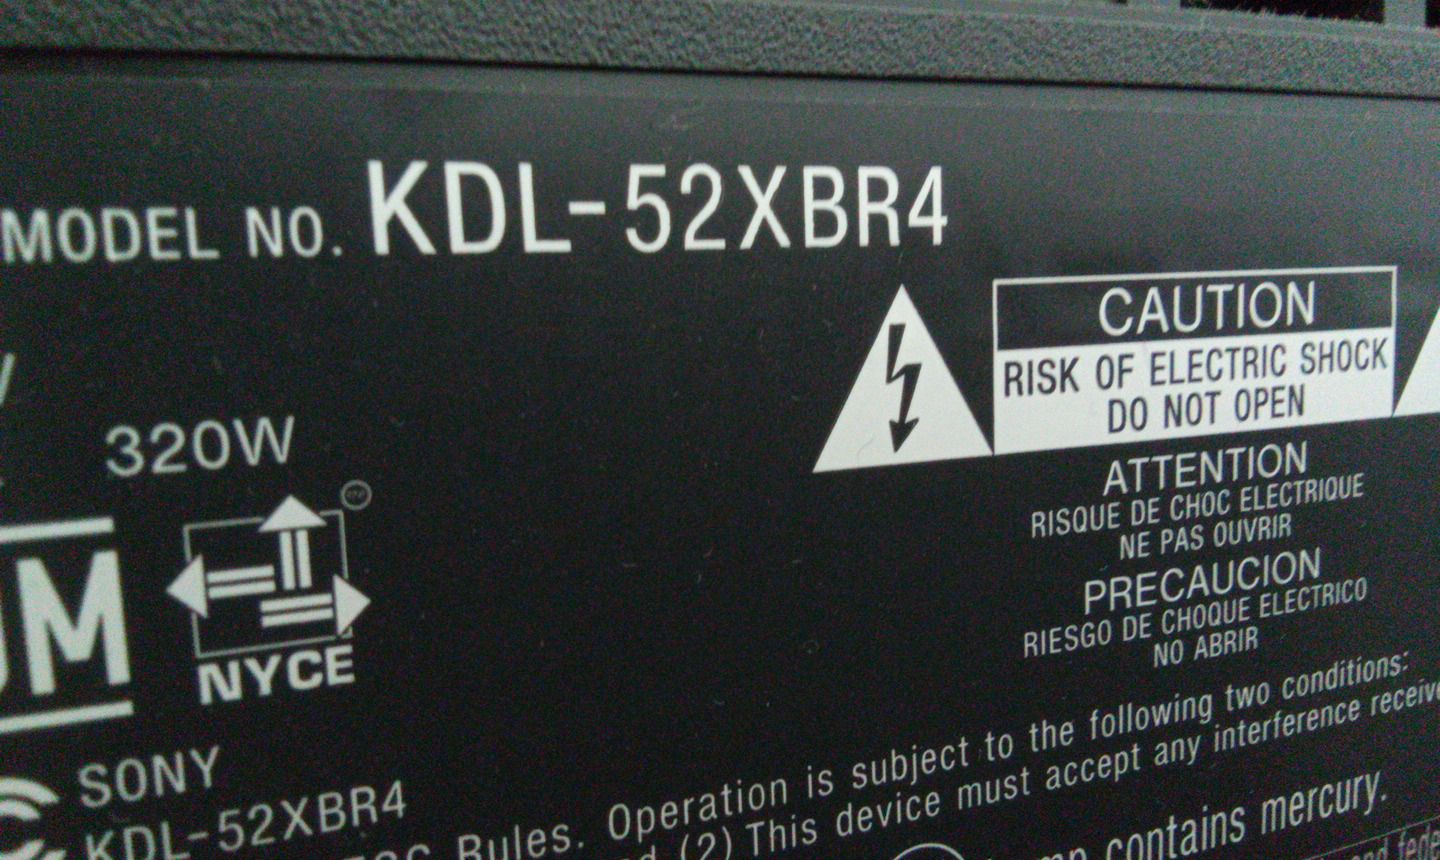 MODEL NO. KDL-52XBR4
320W
NYCE
SONY
KDL-52XBR4
CAUTION
RISK OF ELECTRIC SHOCK
DO NOT OPEN
ATTENTION
RISQUE DE CHOC ELECTRIQUE
NE PAS OUVRIR
PRECAUCION
RIESGO DE CHOQUE ELECTRICO
NO ABRIR
Rules. Operation is subject to the following two conditions:
(2) This device must accept any interference
contains mercury.